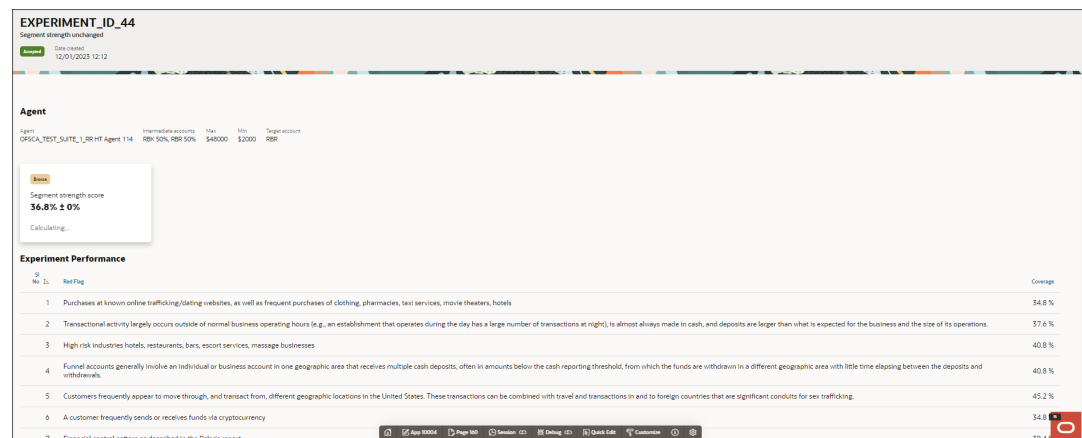 EXPERIMENT_ID_44
Segment strength unchanged
Accepted
Date created
12/01/2023 12:12
Agent
Agent Intermediate accounts Max Min Target account
OFSCA_TEST_SUITE_1_RR HT Agent 114 RBK 50%, RBR 50% $48000 $2000 RBR
Bronze
Segment strength score
36.8% ± 0%
Calculating...
Experiment Performance
Sl
No Red Flag Coverage
1 Purchases at known online trafficking/dating websites, as well as frequent purchases of clothing, pharmacies, taxi services, movie theaters, hotels 34.8 %
2 Transactional activity largely occurs outside of normal business operating hours (e.g., an establishment that operates during the day has a large number of transactions at night), is almost always made in cash, and deposits are larger than what is expected for the business and the size of its operations. 37.6 %
3 High risk industries hotels, restaurants, bars, escort services, massage businesses 40.8 %
4 Funnel accounts generally involve an individual or business account in one geographic area that receives multiple cash deposits, often in amounts below the cash reporting threshold, from which the funds are withdrawn in a different geographic area with little time elapsing between the deposits and
withdrawals. 40.8 %
5 Customers frequently appear to move through, and transact from, different geographic locations in the United States. These transactions can be combined with travel and transactions in and to foreign countries that are significant conduits for sex trafficking. 45.2 %
6 A customer frequently sends or receives funds via cryptocurrency 34.8
App 10004 Page 160 Session Debug Quick Edit Customize